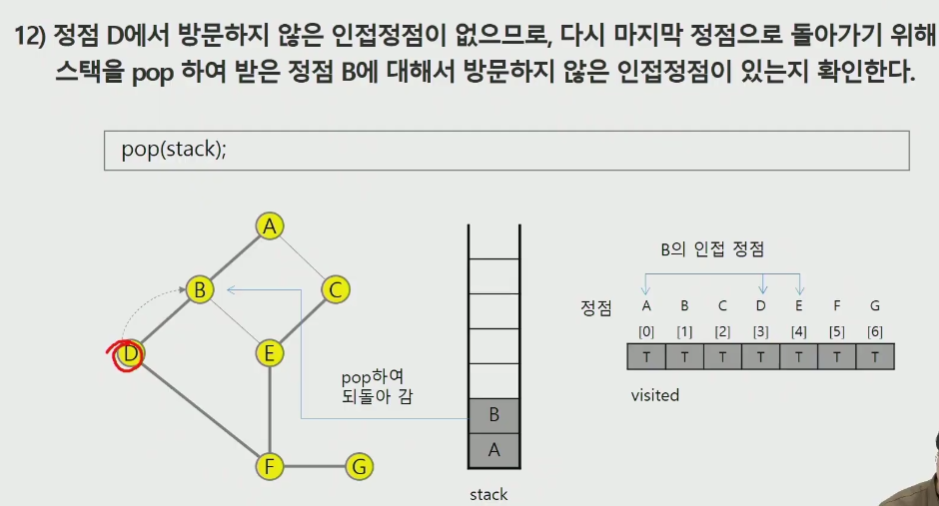 12) 정점 D에서 방문하지 않은 인접정점이 없으므로, 다시 마지막 정점으로 돌아가기 위해
스택을 pop 하여 받은 정점 B에 대해서 방문하지 않은 인접정점이 있는지 확인한다.
pop(stack);
A
B
C
D
E
F
G
pop하여
되돌아 감
B
A
stack
B의 인접 정점
정점 A B C D E F G
[0] [1] [2] [3] [4] [5] [6]
T T T T T T T
visited